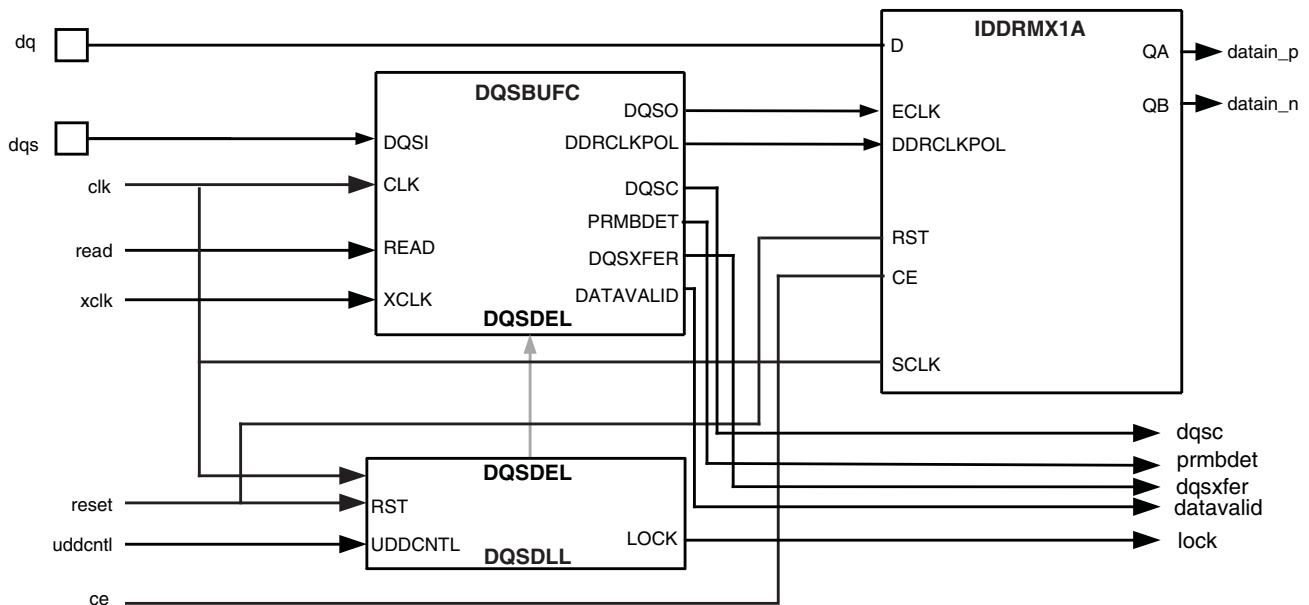 dq
dqs
clk
read
xclk
reset
uddcntl
ce
DQSBUFC
DQSI
CLK
READ
XCLK
DQSO
DDRCLKPOL
DQSC
PRMBDET
DQSXFER
DATAVALID
DQSDEL
DQSDEL
RST
UDDCNTL
LOCK
DQSDLL
IDDRMX1A
D
ECLK
DDRCLKPOL
RST
CE
SCLK
QA
QB
datain_p
datain_n
dqsc
prmbdet
dqsxfer
datavalid
lock